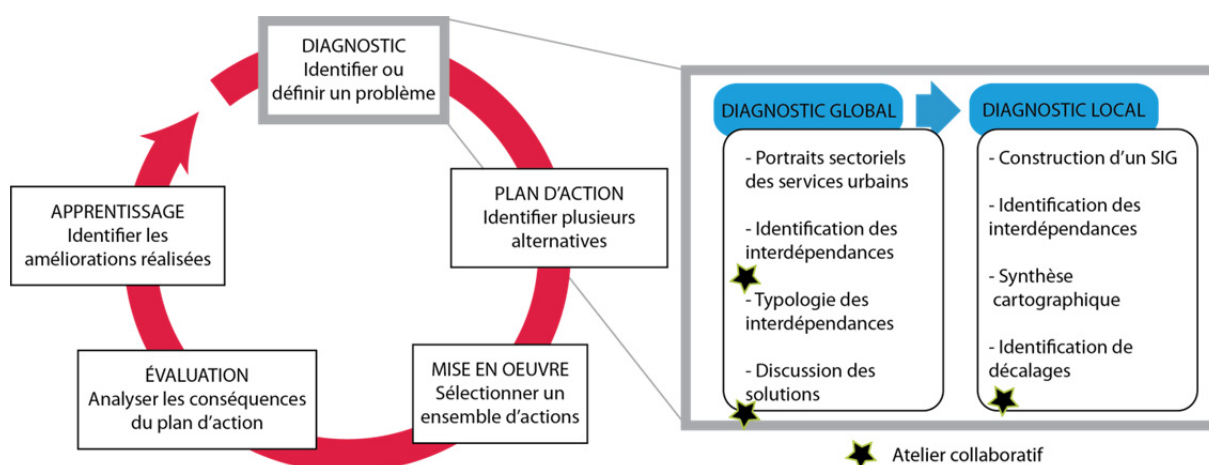 DIAGNOSTIC
Identifier ou
définir un problème
PLAN D'ACTION
Identifier plusieurs
alternatives
MISE EN OEUVRE
Sélectionner un
ensemble d'actions
ÉVALUATION
Analyser les conséquences
du plan d'action
APPRENTISSAGE
Identifier les
améliorations réalisées
DIAGNOSTIC GLOBAL
- Portraits sectoriels
des services urbains
- Identification des
interdépendances
- Typologie des
interdépendances
- Discussion des
solutions
DIAGNOSTIC LOCAL
- Construction d'un SIG
- Identification des
interdépendances
- Synthèse
cartographique
- Identification de
décalages
Atelier collaboratif